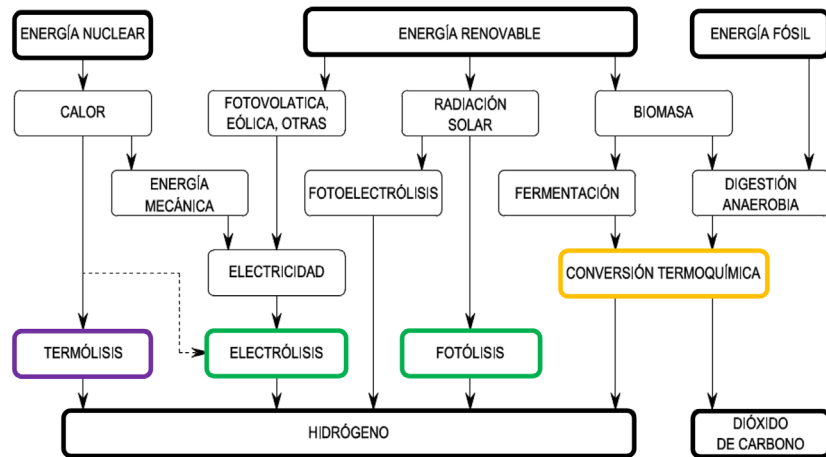 ENERGÍA NUCLEAR
ENERGÍA RENOVABLE
ENERGÍA FÓSIL
CALOR
FOTOVOLATICA,
EÓLICA, OTRAS
RADIACIÓN
SOLAR
BIOMASA
ENERGÍA
MECÁNICA
FOTOELECTRÓLISIS
FERMENTACIÓN
DIGESTIÓN
ANAEROBIA
ELECTRICIDAD
CONVERSIÓN TERMOQUÍMICA
TERMÓLISIS
ELECTRÓLISIS
FOTÓLISIS
HIDRÓGENO
DIÓXIDO
DE CARBONO